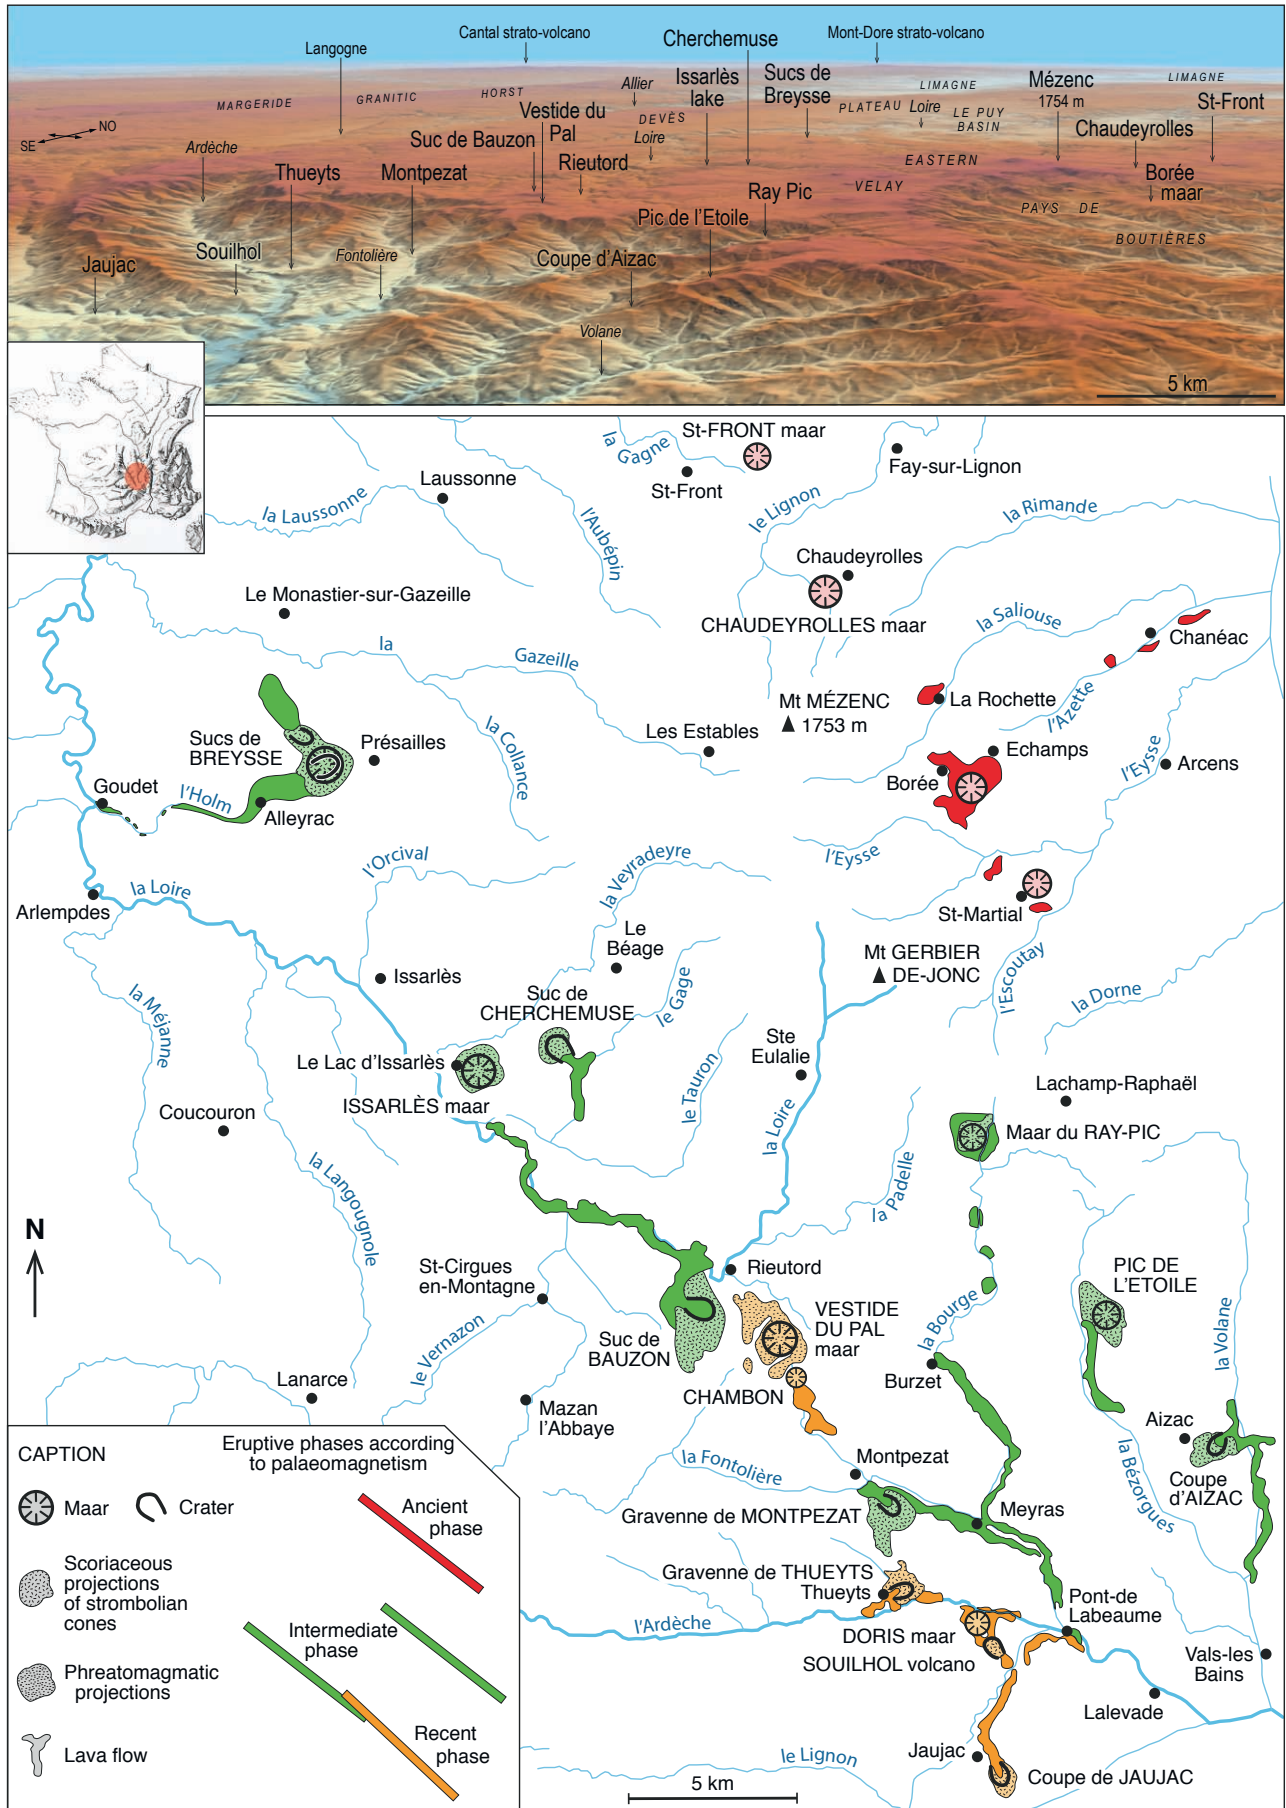 Cantal strato-volcano
Cherchemuse
Mont-Dore strato-volcano
Langogne
Issarlès
lake
Sucs de
Breysse
Mézenc
1754 m
LIMAGNE
LIMAGNE
St-Front
MARGERIDE
GRANITIC
HORST
Allier
Vestide du
Pal
DEVÈS
Loire
PLATEAU
Loire
LE PUY
BASIN
Chaudeyrolles
SE
NO
Ardèche
Suc de Bauzon
Rieutord
EASTERN
VELAY
Thueyts
Montpezat
Ray Pic
Borée
maar
PAYS DE
BOUTIÈRES
Pic de l'Etoile
Souilhol
Fontolière
Coupe d'Aizac
Jaujac
Volane
5 km
la Gagne
St-FRONT maar
St-Front
Fay-sur-Lignon
Laussonne
la Laussonne
l'Aubépin
le Lignon
la Rimande
Chaudeyrolles
CHAUDEYROLLES maar
Le Monastier-sur-Gazeille
la
Gazeille
la Saliouse
Chanéac
Mt MÉZENC
1753 m
La Rochette
l'Azette
Sucs de
BREYSSE
Présailles
la Collance
Les Estables
Echamps
l'Eysse
Arcens
Borée
Goudet
l'Holm
Alleyrac
l'Orcival
la Veyradeyre
l'Eysse
la Loire
Arlempdes
St-Martial
Le
Béage
Mt GERBIER
DE-JONC
l'Escoutay
Issarlès
la Méjanne
Suc de
CHERCHEMUSE
le Gage
la Dorne
Ste
Eulalie
Le Lac d'Issarlès
ISSARLÈS maar
le Tauron
Lachamp-Raphaël
Coucouron
la Loire
Maar du RAY-PIC
la Langougnole
la Padelle
N
St-Cirgues
en-Montagne
Rieutord
PIC DE
L'ETOILE
VESTIDE
DU PAL
maar
la Bourge
la Volane
le Vernazon
Suc de
BAUZON
Burzet
Lanarce
CHAMBON
Mazan
l'Abbaye
Aizac
la Fontolière
Montpezat
la Bézorgues
Coupe
d'AIZAC
Gravenne de MONTPEZAT
Meyras
Gravenne de THUEYTS
Thueyts
Pont-de
Labeaume
l'Ardèche
DORIS maar
SOUILHOL volcano
Vals-les
Bains
Lalevade
Jaujac
le Lignon
Coupe de JAUJAC
5 km
CAPTION
Eruptive phases according
to palaeomagnetism
Maar
Crater
Ancient
phase
Scoriaceous
projections
of strombolian
cones
Intermediate
phase
Phreatomagmatic
projections
Recent
phase
Lava flow